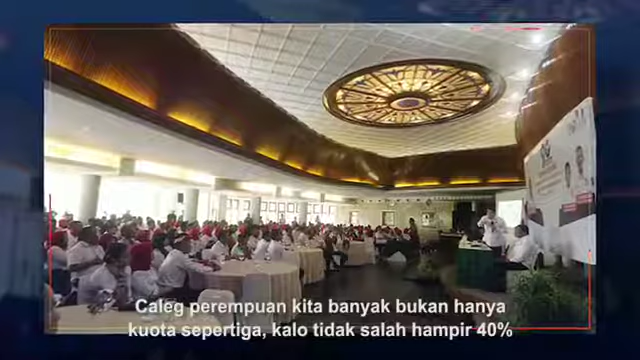 Caleg perempuan kita banyak bukan hanya
kuota sepertiga, kalo tidak salah hampir 40%